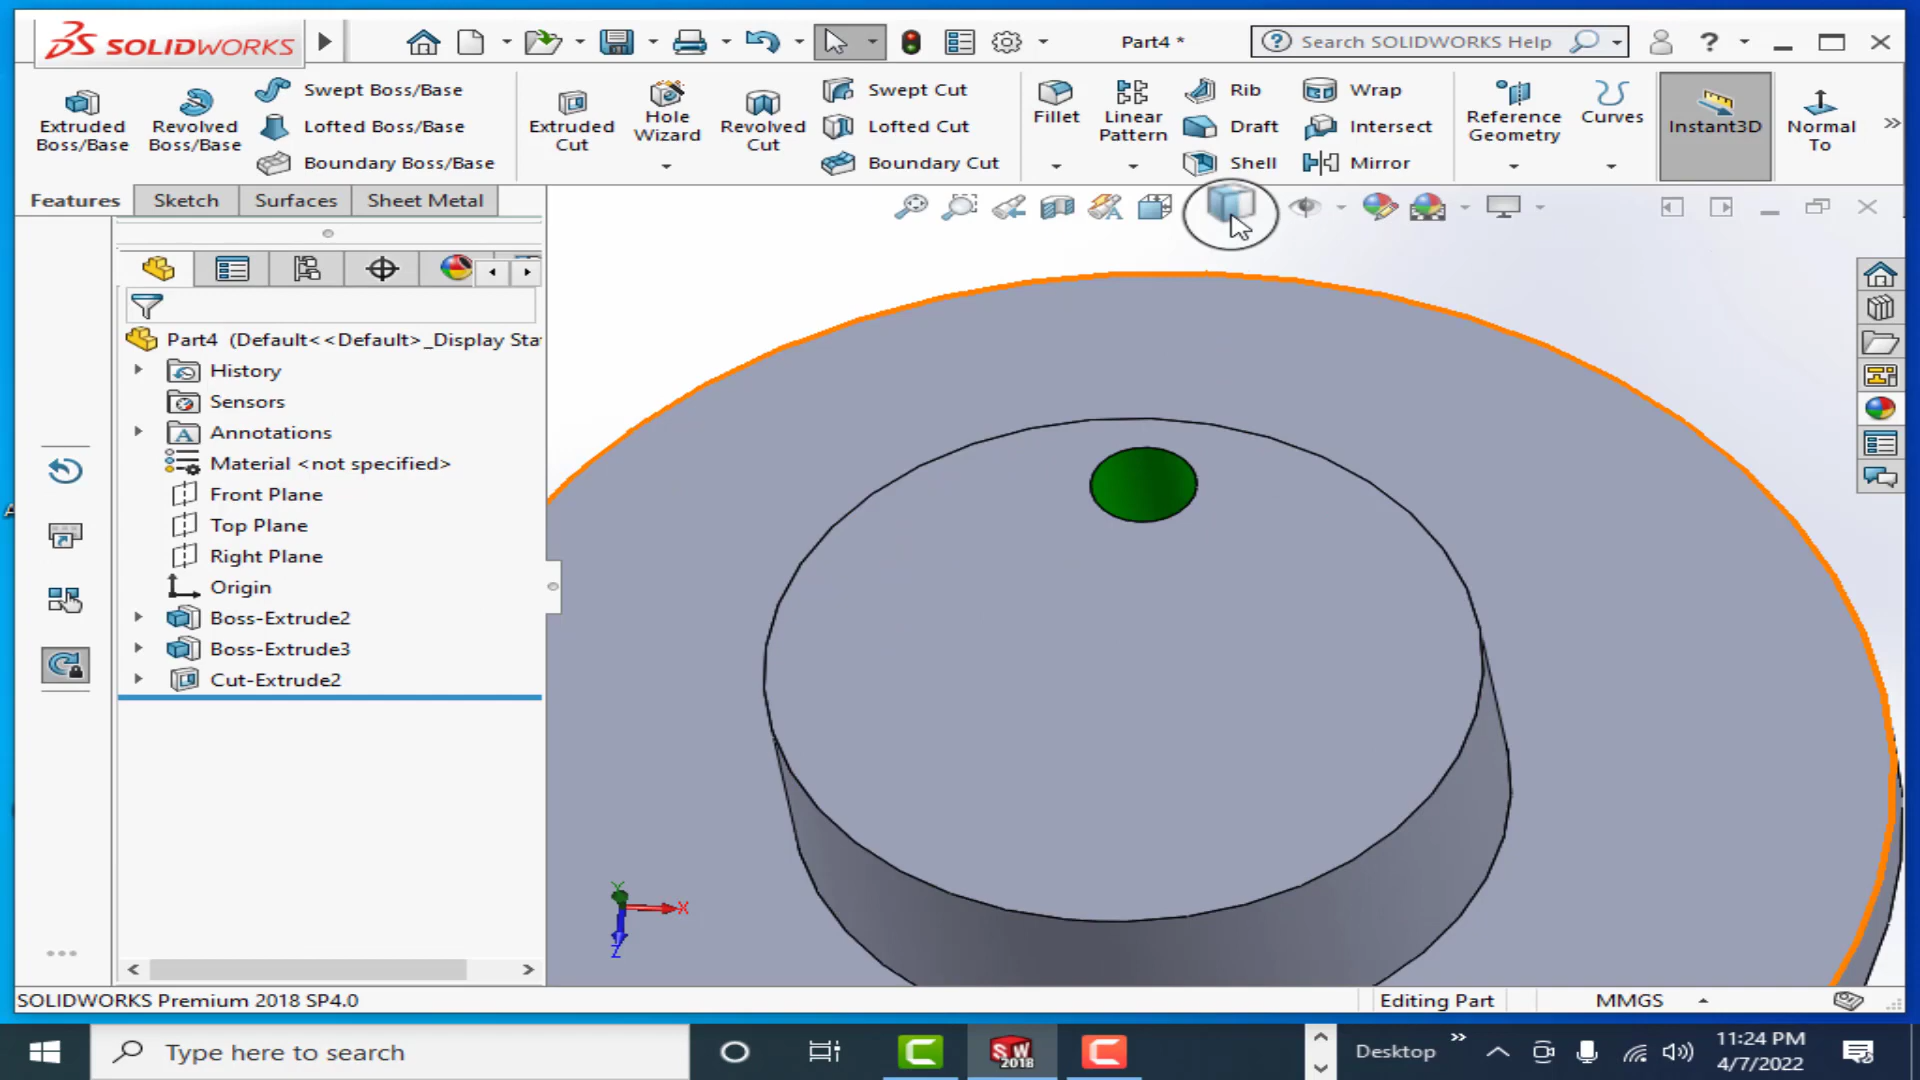 SOLIDWORKS
Part4 *
Search SOLIDWORKS Help
?
Extruded Boss/Base
Revolved Boss/Base
Swept Boss/Base
Lofted Boss/Base
Boundary Boss/Base
Extruded Cut
Hole Wizard
Revolved Cut
Swept Cut
Lofted Cut
Boundary Cut
Fillet
Linear Pattern
Rib
Draft
Shell
Wrap
Intersect
Mirror
Reference Geometry
Curves
Instant3D
Normal To
Features
Sketch
Surfaces
Sheet Metal
Part4 (Default<<Default>_Display Sta
History
Sensors
Annotations
Material <not specified>
Front Plane
Top Plane
Right Plane
Origin
Boss-Extrude2
Boss-Extrude3
Cut-Extrude2
Y
X
Z
SOLIDWORKS Premium 2018 SP4.0
Editing Part
MMGS
Type here to search
SW
2018
Desktop
11:24 PM
4/7/2022